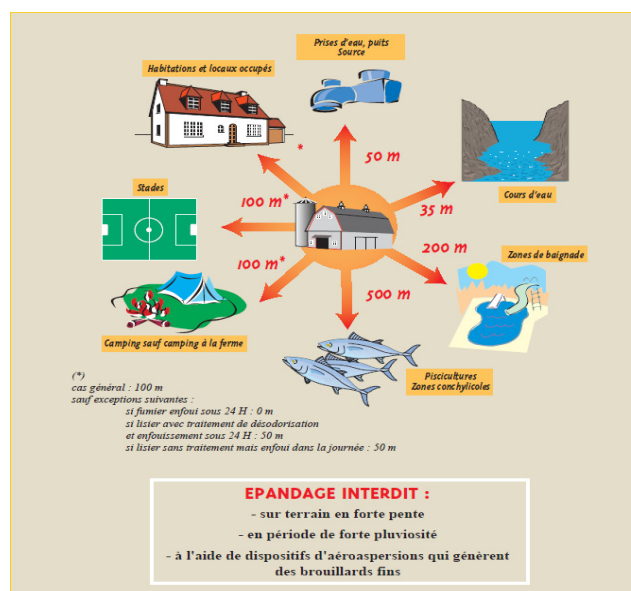 Prises d'eau, puits
Source
Habitations et locaux occupés
*
50 m
Cours d'eau
35 m
Stades
100 m*
200 m
Zones de baignade
100 m*
500 m
Camping sauf camping à la ferme
Piscicultures
Zones conchylicoles
(*)
cas général : 100 m
sauf exceptions suivantes :
si fumier enfoui sous 24 H : 0 m
si lisier avec traitement de désodorisation
et enfouissement sous 24 H : 50 m
si lisier sans traitement mais enfoui dans la journée : 50 m
EPANDAGE INTERDIT :
- sur terrain en forte pente
- en période de forte pluviosité
- à l'aide de dispositifs d'aéroaspersions qui génèrent
des brouillards fins